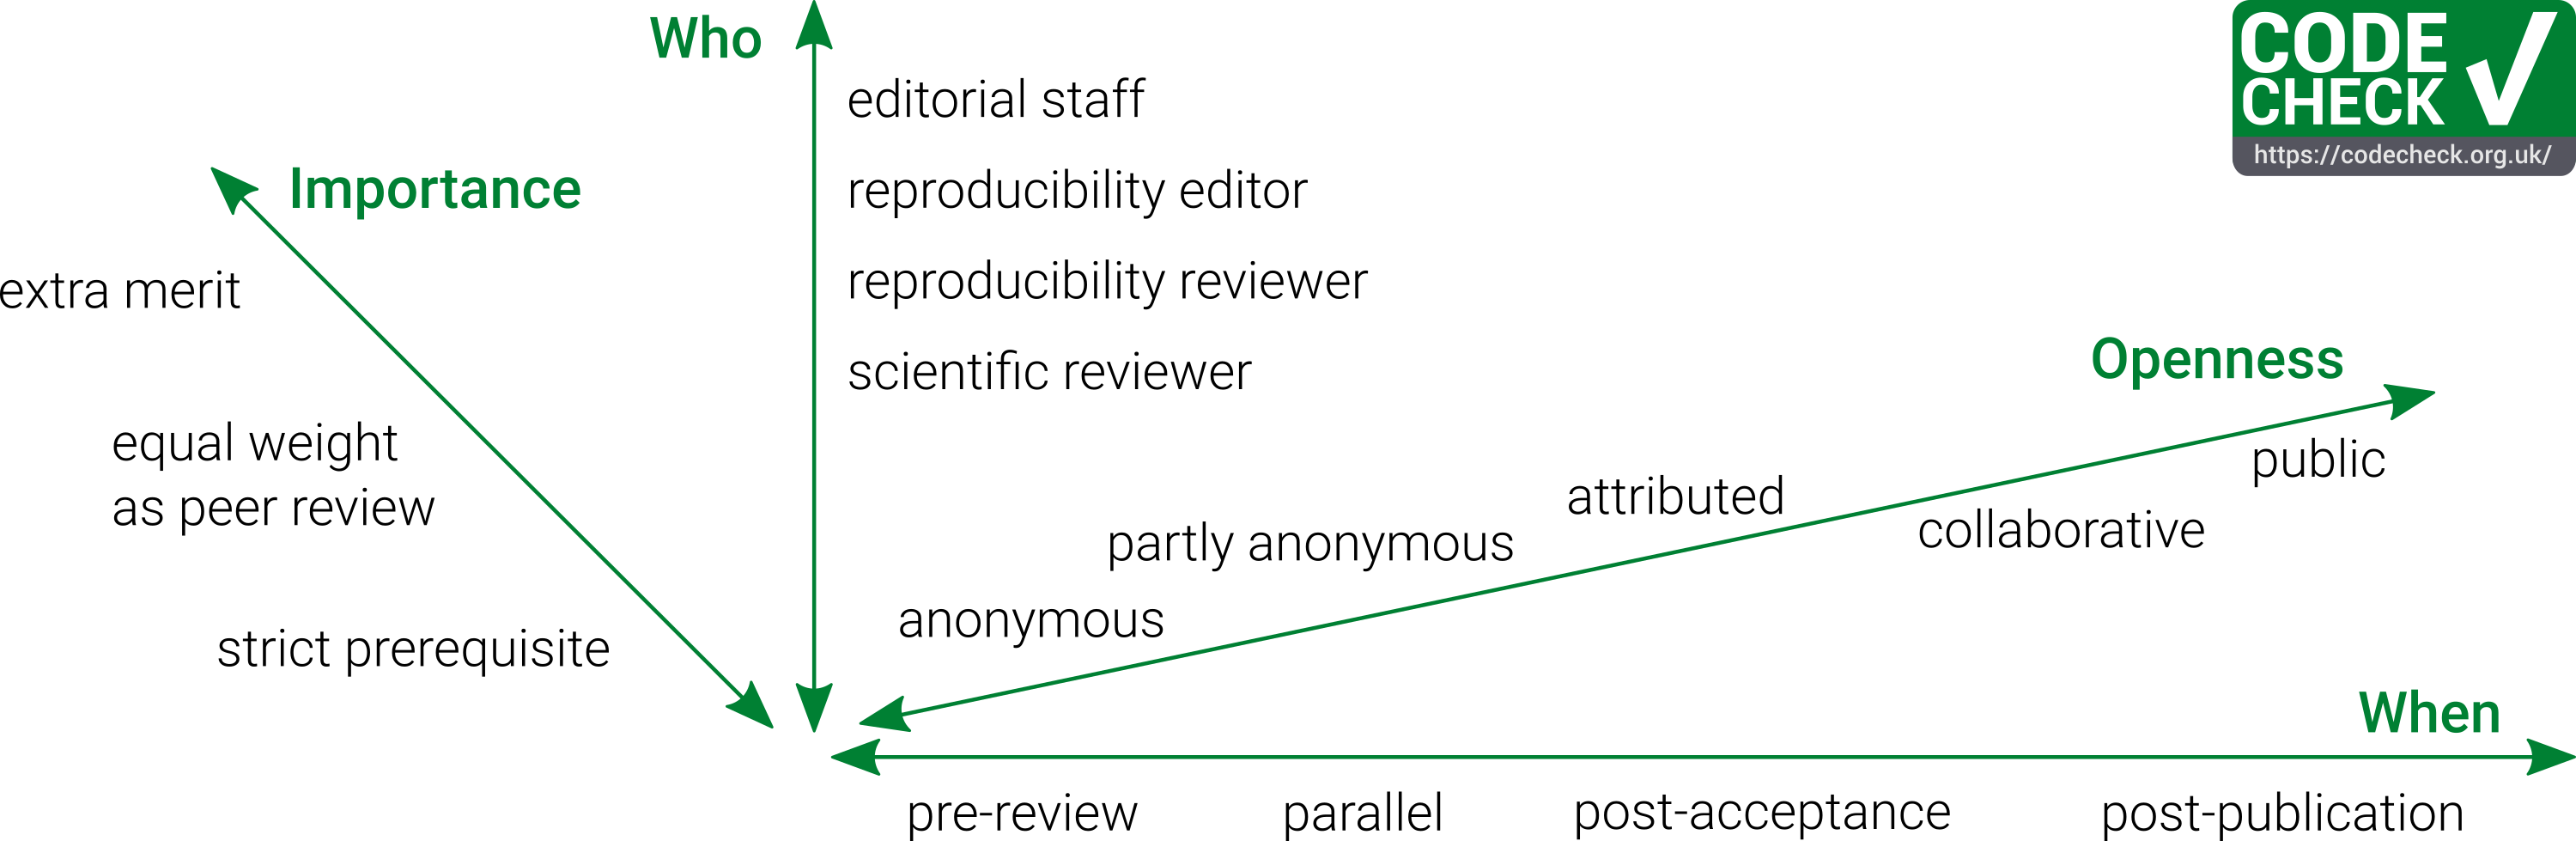 Who
CODE
CHECK
https://codecheck.org.uk/
editorial staff
Importance
reproducibility editor
extra merit
reproducibility reviewer
scientific reviewer
Openness
equal weight
as peer review
public
attributed
collaborative
partly anonymous
anonymous
strict prerequisite
When
pre-review
parallel
post-acceptance
post-publication